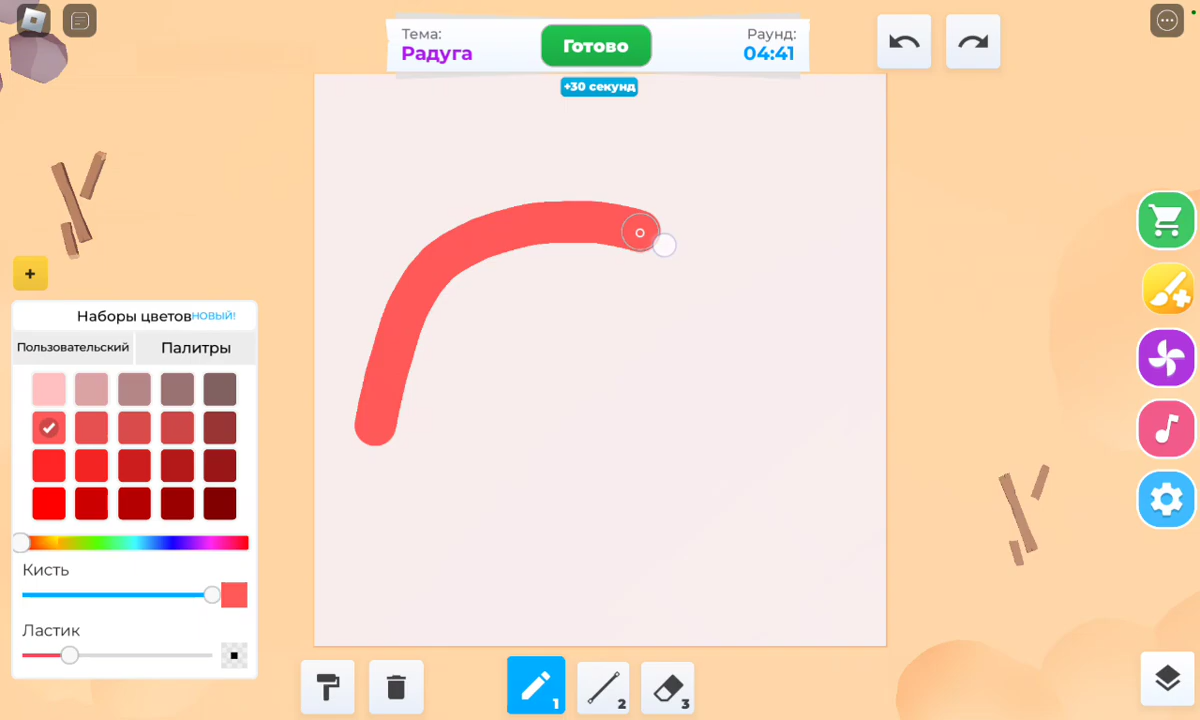 Тема:
Радуга
Готово
Раунд:
04:41
+30 секунд
+
Наборы цветов НОВЫЙ!
Пользовательский
Палитры
Кисть
Ластик
1
2
3